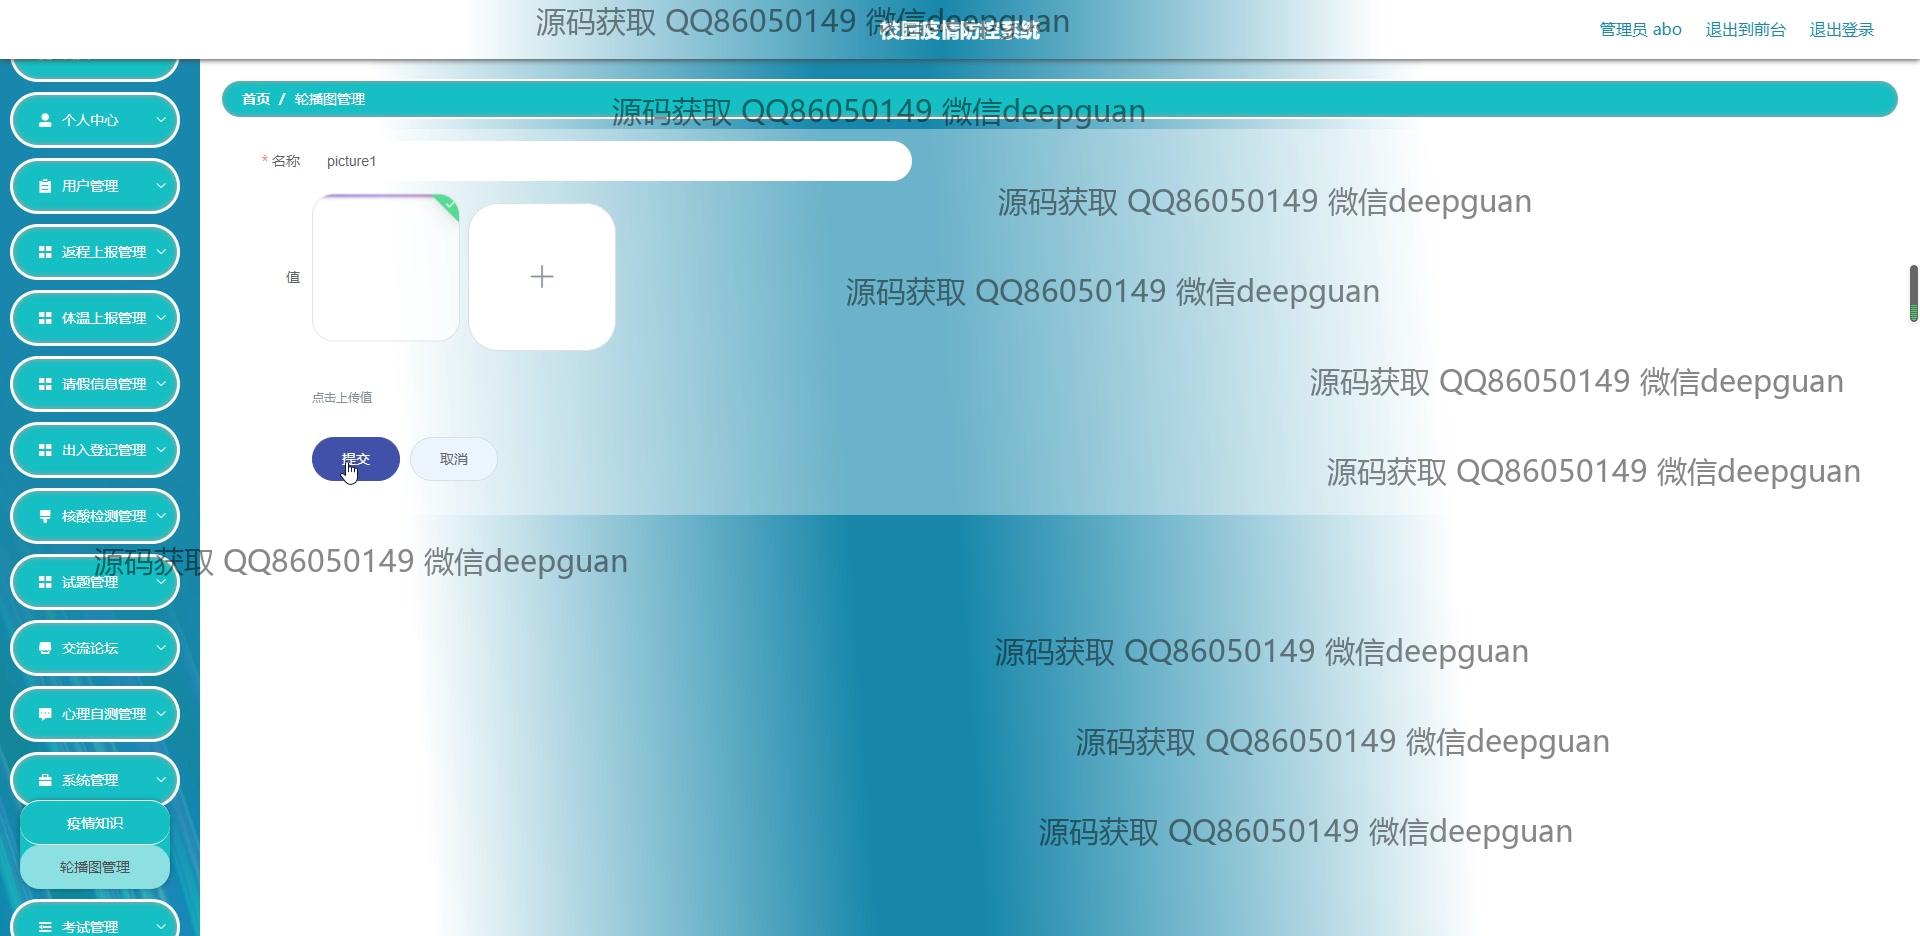 源码获取 QQ86050149 微信deepguan
校园疫情防控系统
管理员 abo
退出到前台
退出登录
首页 / 轮播图管理
源码获取 QQ86050149 微信deepguan
个人中心
* 名称
picture1
用户管理
源码获取 QQ86050149 微信deepguan
返程上报管理
值
源码获取 QQ86050149 微信deepguan
体温上报管理
请假信息管理
点击上传值
源码获取 QQ86050149 微信deepguan
出入登记管理
提交
取消
源码获取 QQ86050149 微信deepguan
核酸检测管理
源码获取 QQ86050149 微信deepguan
试题管理
交流论坛
源码获取 QQ86050149 微信deepguan
心理自测管理
源码获取 QQ86050149 微信deepguan
系统管理
疫情知识
源码获取 QQ86050149 微信deepguan
轮播图管理
考试管理